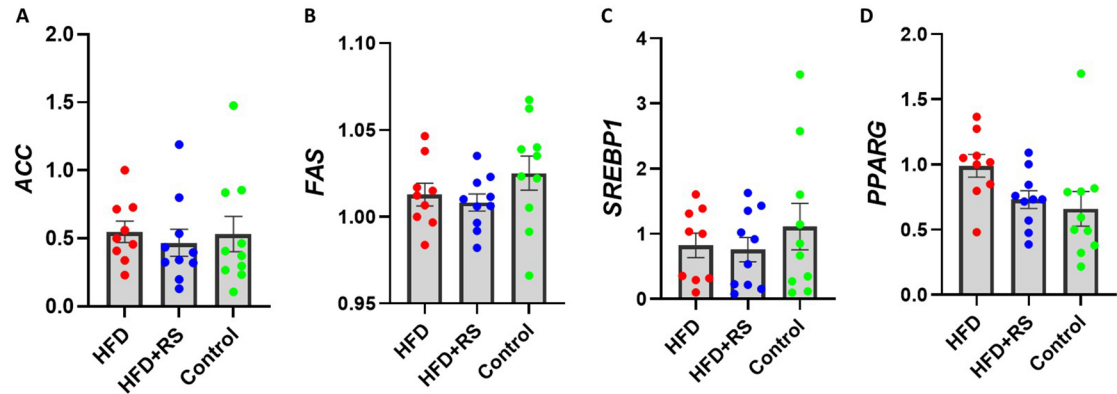 A
ACC
2.0
1.5
1.0
0.5
0.0
HFD
HFD+RS
Control
B
FAS
1.10
1.05
1.00
0.95
HFD
HFD+RS
Control
C
SREBP1
4
3
2
1
0
HFD
HFD+RS
Control
D
PPARG
2.0
1.5
1.0
0.5
0.0
HFD
HFD+RS
Control